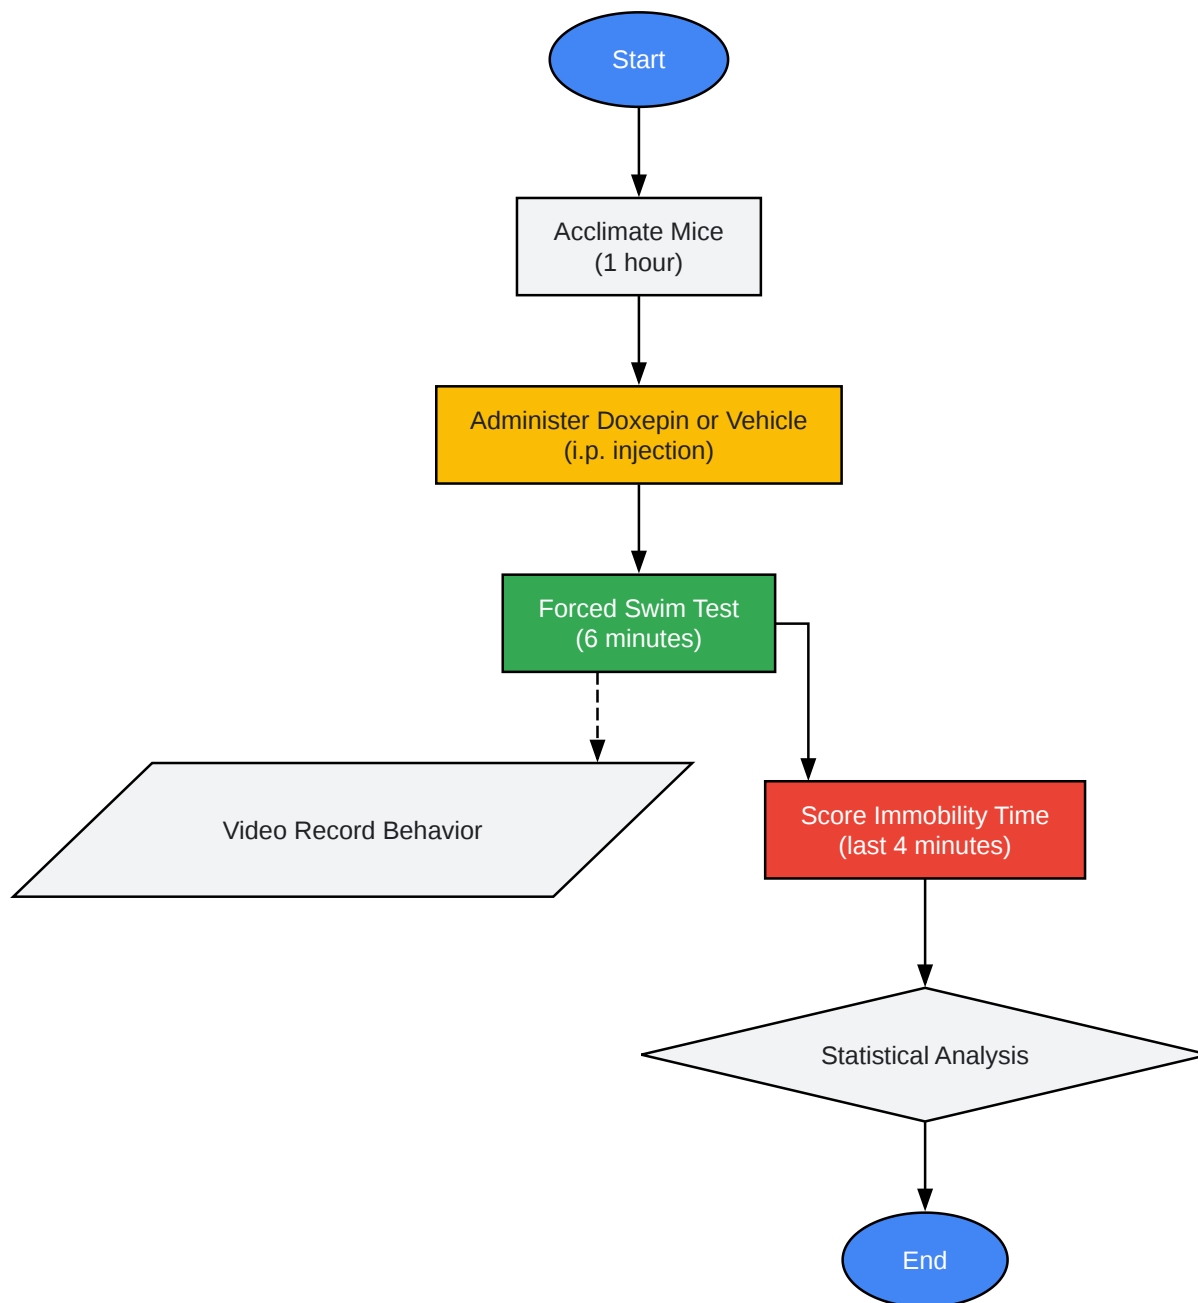 Start
Acclimate Mice
(1 hour)
Administer Doxepin or Vehicle
(i.p. injection)
Forced Swim Test
(6 minutes)
Video Record Behavior
Score Immobility Time
(last 4 minutes)
Statistical Analysis
End